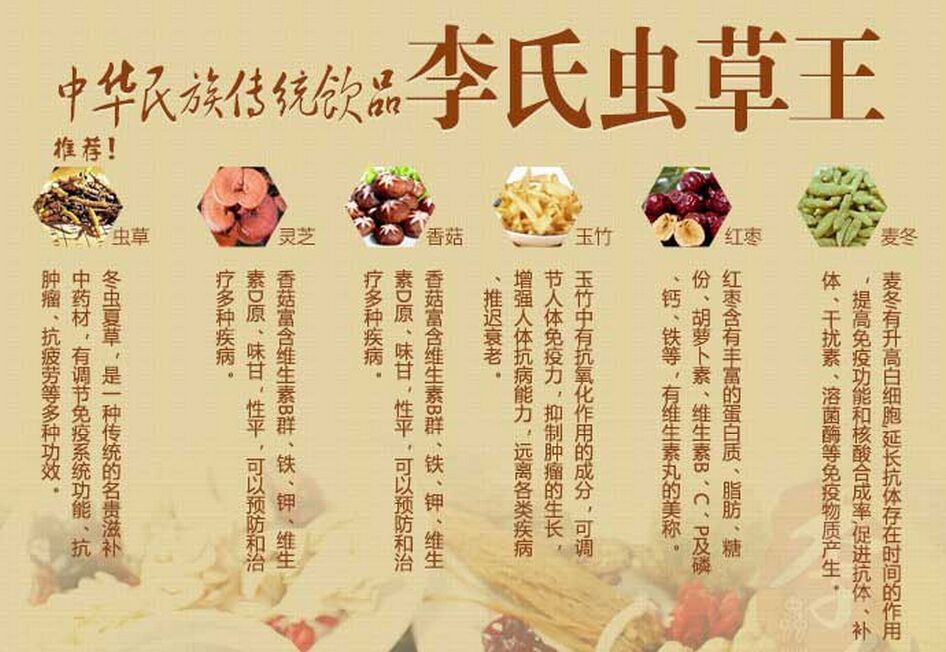 中华民族传统饮品
李氏虫草王
推荐!
虫草
灵芝
香菇
玉竹
红枣
麦冬
冬虫夏草，是一种传统的名贵滋补
中药材，有调节免疫系统功能、抗
肿瘤、抗疲劳等多种功效。
香菇富含维生素B群、铁、钾、维生
素D原、味甘，性平，可以预防和治
疗多种疾病。
香菇富含维生素B群、铁、钾、维生
素D原、味甘，性平，可以预防和治
疗多种疾病。
玉竹中有抗氧化作用的成分，可调
节人体免疫力，抑制肿瘤的生长，
增强人体抗病能力，远离各类疾病
、推迟衰老。
红枣含有丰富的蛋白质、脂肪、糖
份、胡萝卜素、维生素B、C、P及磷
、钙、铁等，有维生素丸的美称。
麦冬有升高白细胞,延长抗体存在时间的作用
，提高免疫功能和核酸合成率,促进抗体、补
体、干扰素、溶菌酶等免疫物质产生。